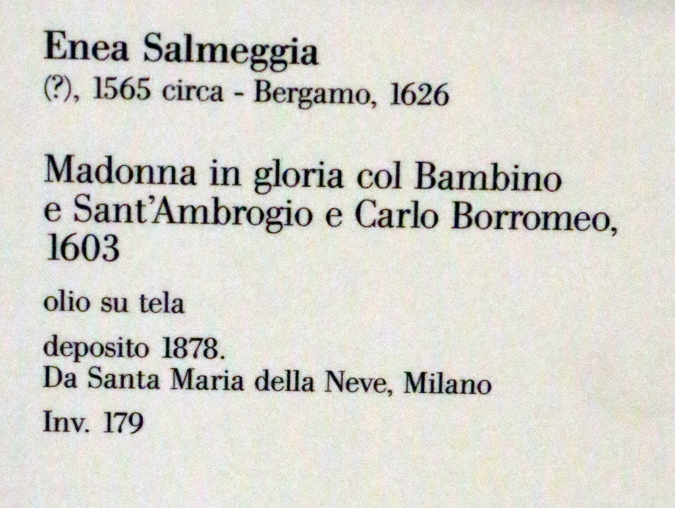 Enea Salmeggia
(?), 1565 circa - Bergamo, 1626
Madonna in gloria col Bambino
e Sant'Ambrogio e Carlo Borromeo,
1603
olio su tela
deposito 1878.
Da Santa Maria della Neve, Milano
Inv. 179